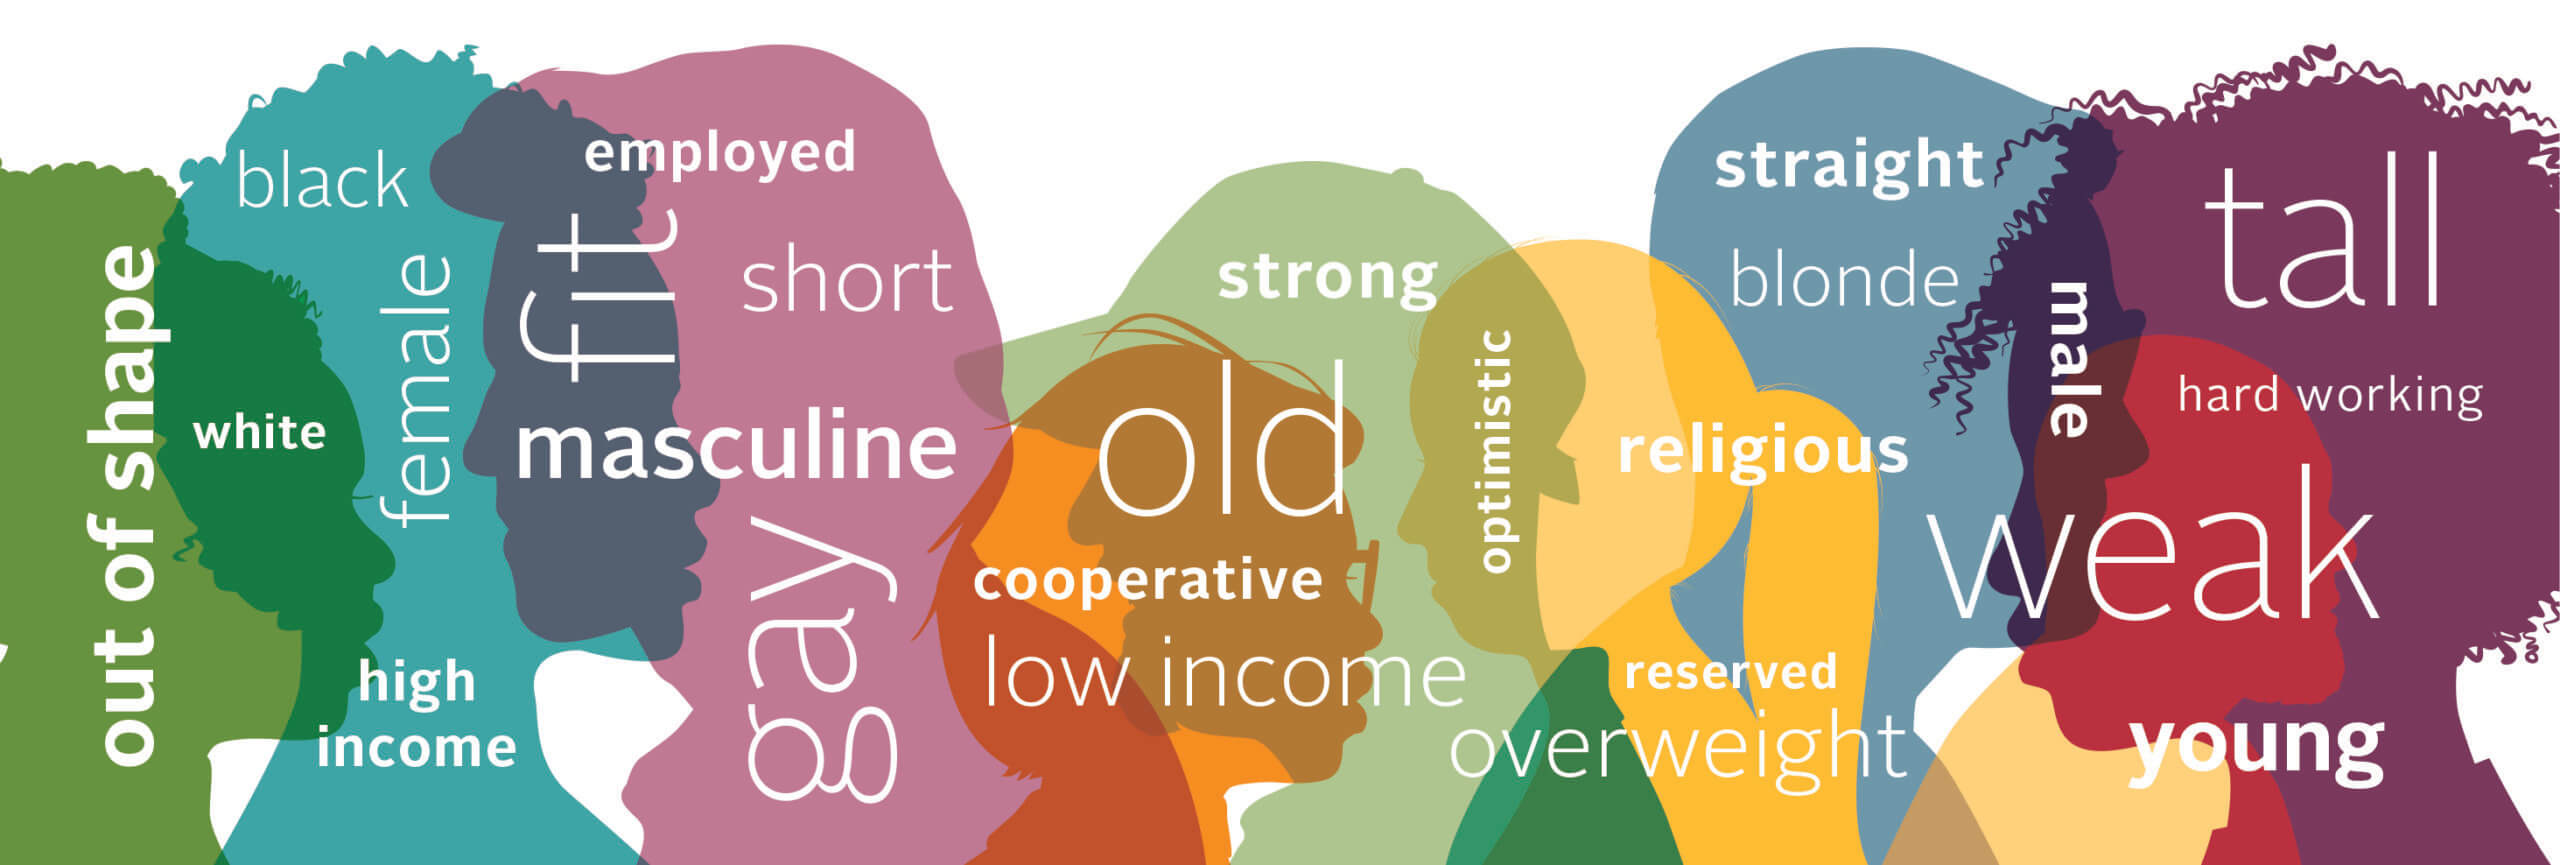 out of shape
black
white
female
high
income
fit
employed
short
masculine
gay
strong
old
cooperative
low income
optimistic
straight
blonde
religious
reserved
overweight
male
tall
hard working
weak
young